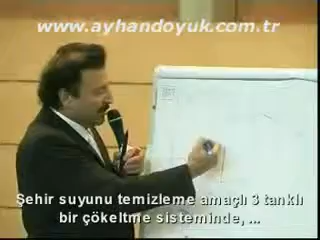 www.ayhandoyuk.com.tr
Şehir suyunu temizleme amaçlı 3 tanklı
bir çökeltme sisteminde, ...